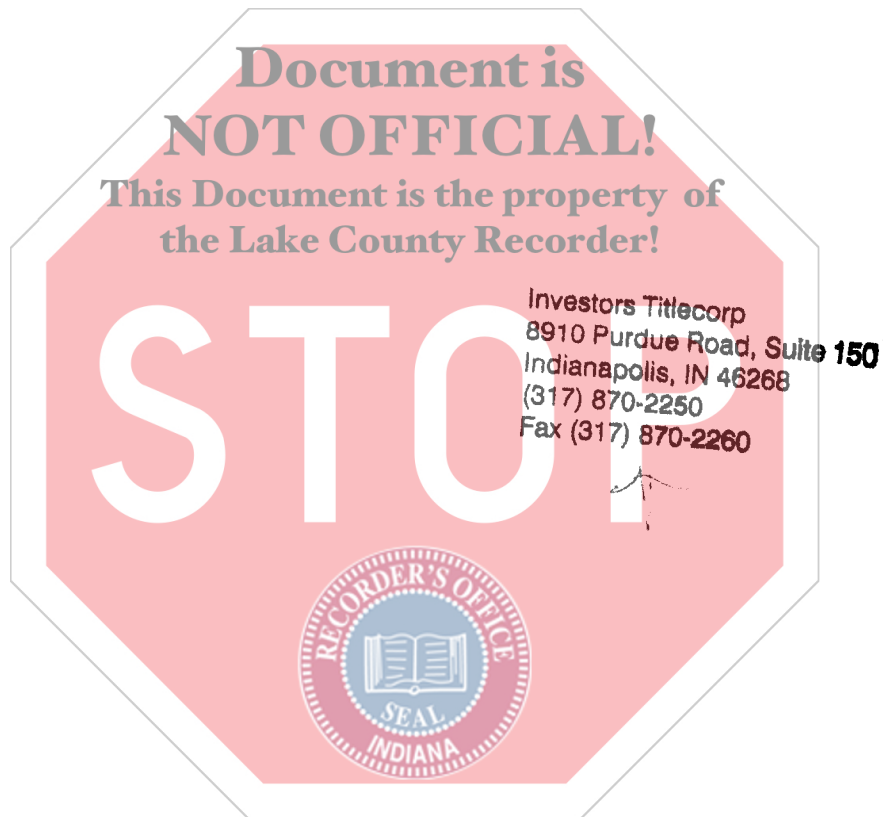 Document is
NOT OFFICIAL!
This Document is the property of
the Lake County Recorder!
STOP
Investors Titlecorp
8910 Purdue Road, Suite 150
Indianapolis, IN 46268
(317) 870-2250
Fax (317) 870-2260
RECORDER'S OFFICE
SEAL
INDIANA